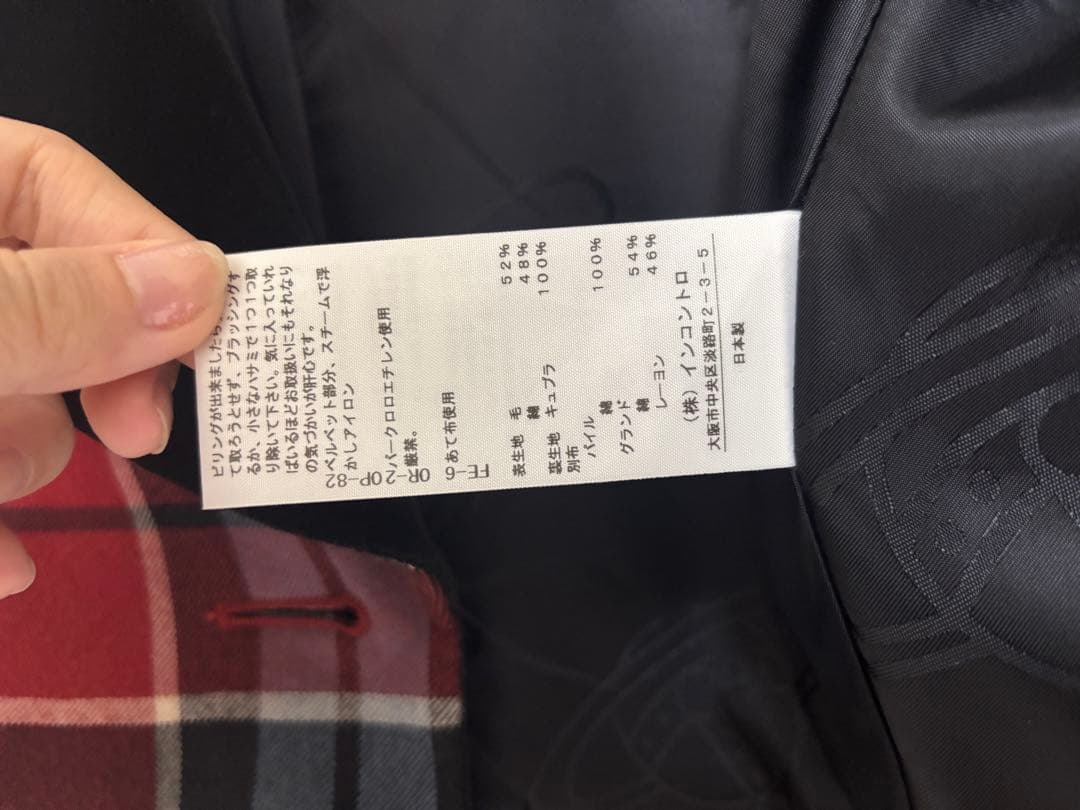 ピリングが出来ましたら、
て取ろうとせず、ブラッシングす
るか、小さなハサミで1つ1つ取
り除いて下さい。気に入っていれ
ばいるほどお取扱いにもそれなり
の気づかいが肝心です。
ベルベット部分、スチームで浮
かしアイロン
パークロロエチレン使用
厳禁。
あて布使用
表生地 毛 52%
綿 48%
裏生地 キュプラ 100%
別布
パイル 綿 100%
グランド 綿 54%
レーヨン 46%
(株)インコントロ
大阪市中央区淡路町2-3-5
日本製